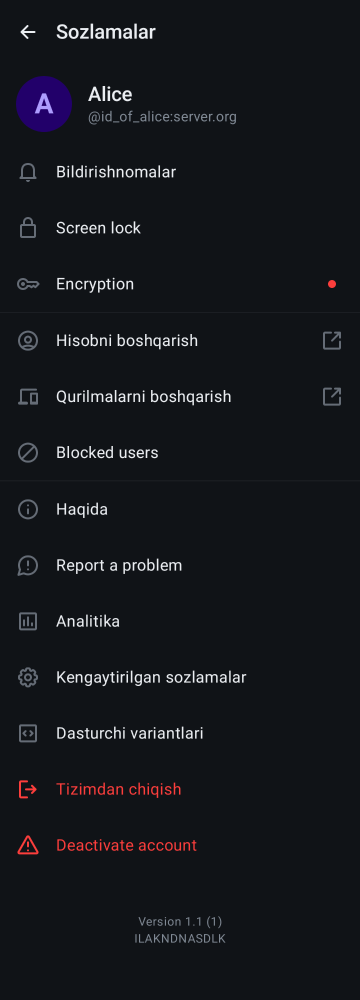 Sozlamalar
A
Alice
@id_of_alice:server.org
Bildirishnomalar
Screen lock
Encryption
Hisobni boshqarish
Qurilmalarni boshqarish
Blocked users
Haqida
Report a problem
Analitika
Kengaytirilgan sozlamalar
Dasturchi variantlari
Tizimdan chiqish
Deactivate account
Version 1.1 (1)
ILAKNDNASDLK